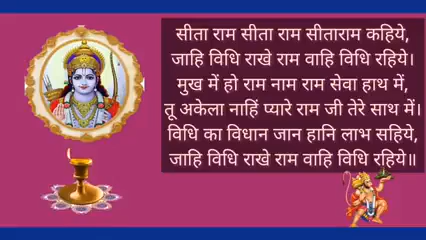 सीता राम सीता राम सीताराम कहिये,
जाहि विधि राखे राम वाहि विधि रहिये।
मुख में हो राम नाम राम सेवा हाथ में,
तू अकेला नाहिं प्यारे राम जी तेरे साथ में।
विधि का विधान जान हानि लाभ सहिये,
जाहि विधि राखे राम वाहि विधि रहिये॥